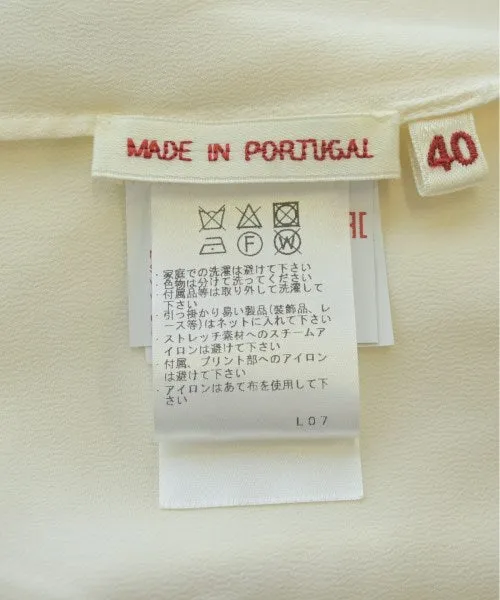 MADE IN PORTUGAL
40
F W
・家庭での洗濯は避けて下さい
・色物は分けて洗ってください
・付属品等は取り外して洗濯して
下さい
・引っ掛かり易い製品(装飾品、レ
ース等)はネットに入れて下さい
・ストレッチ素材へのスチームア
イロンは避けて下さい
・付属、プリント部へのアイロン
は避けて下さい
・アイロンはあて布を使用して下
さい
L07